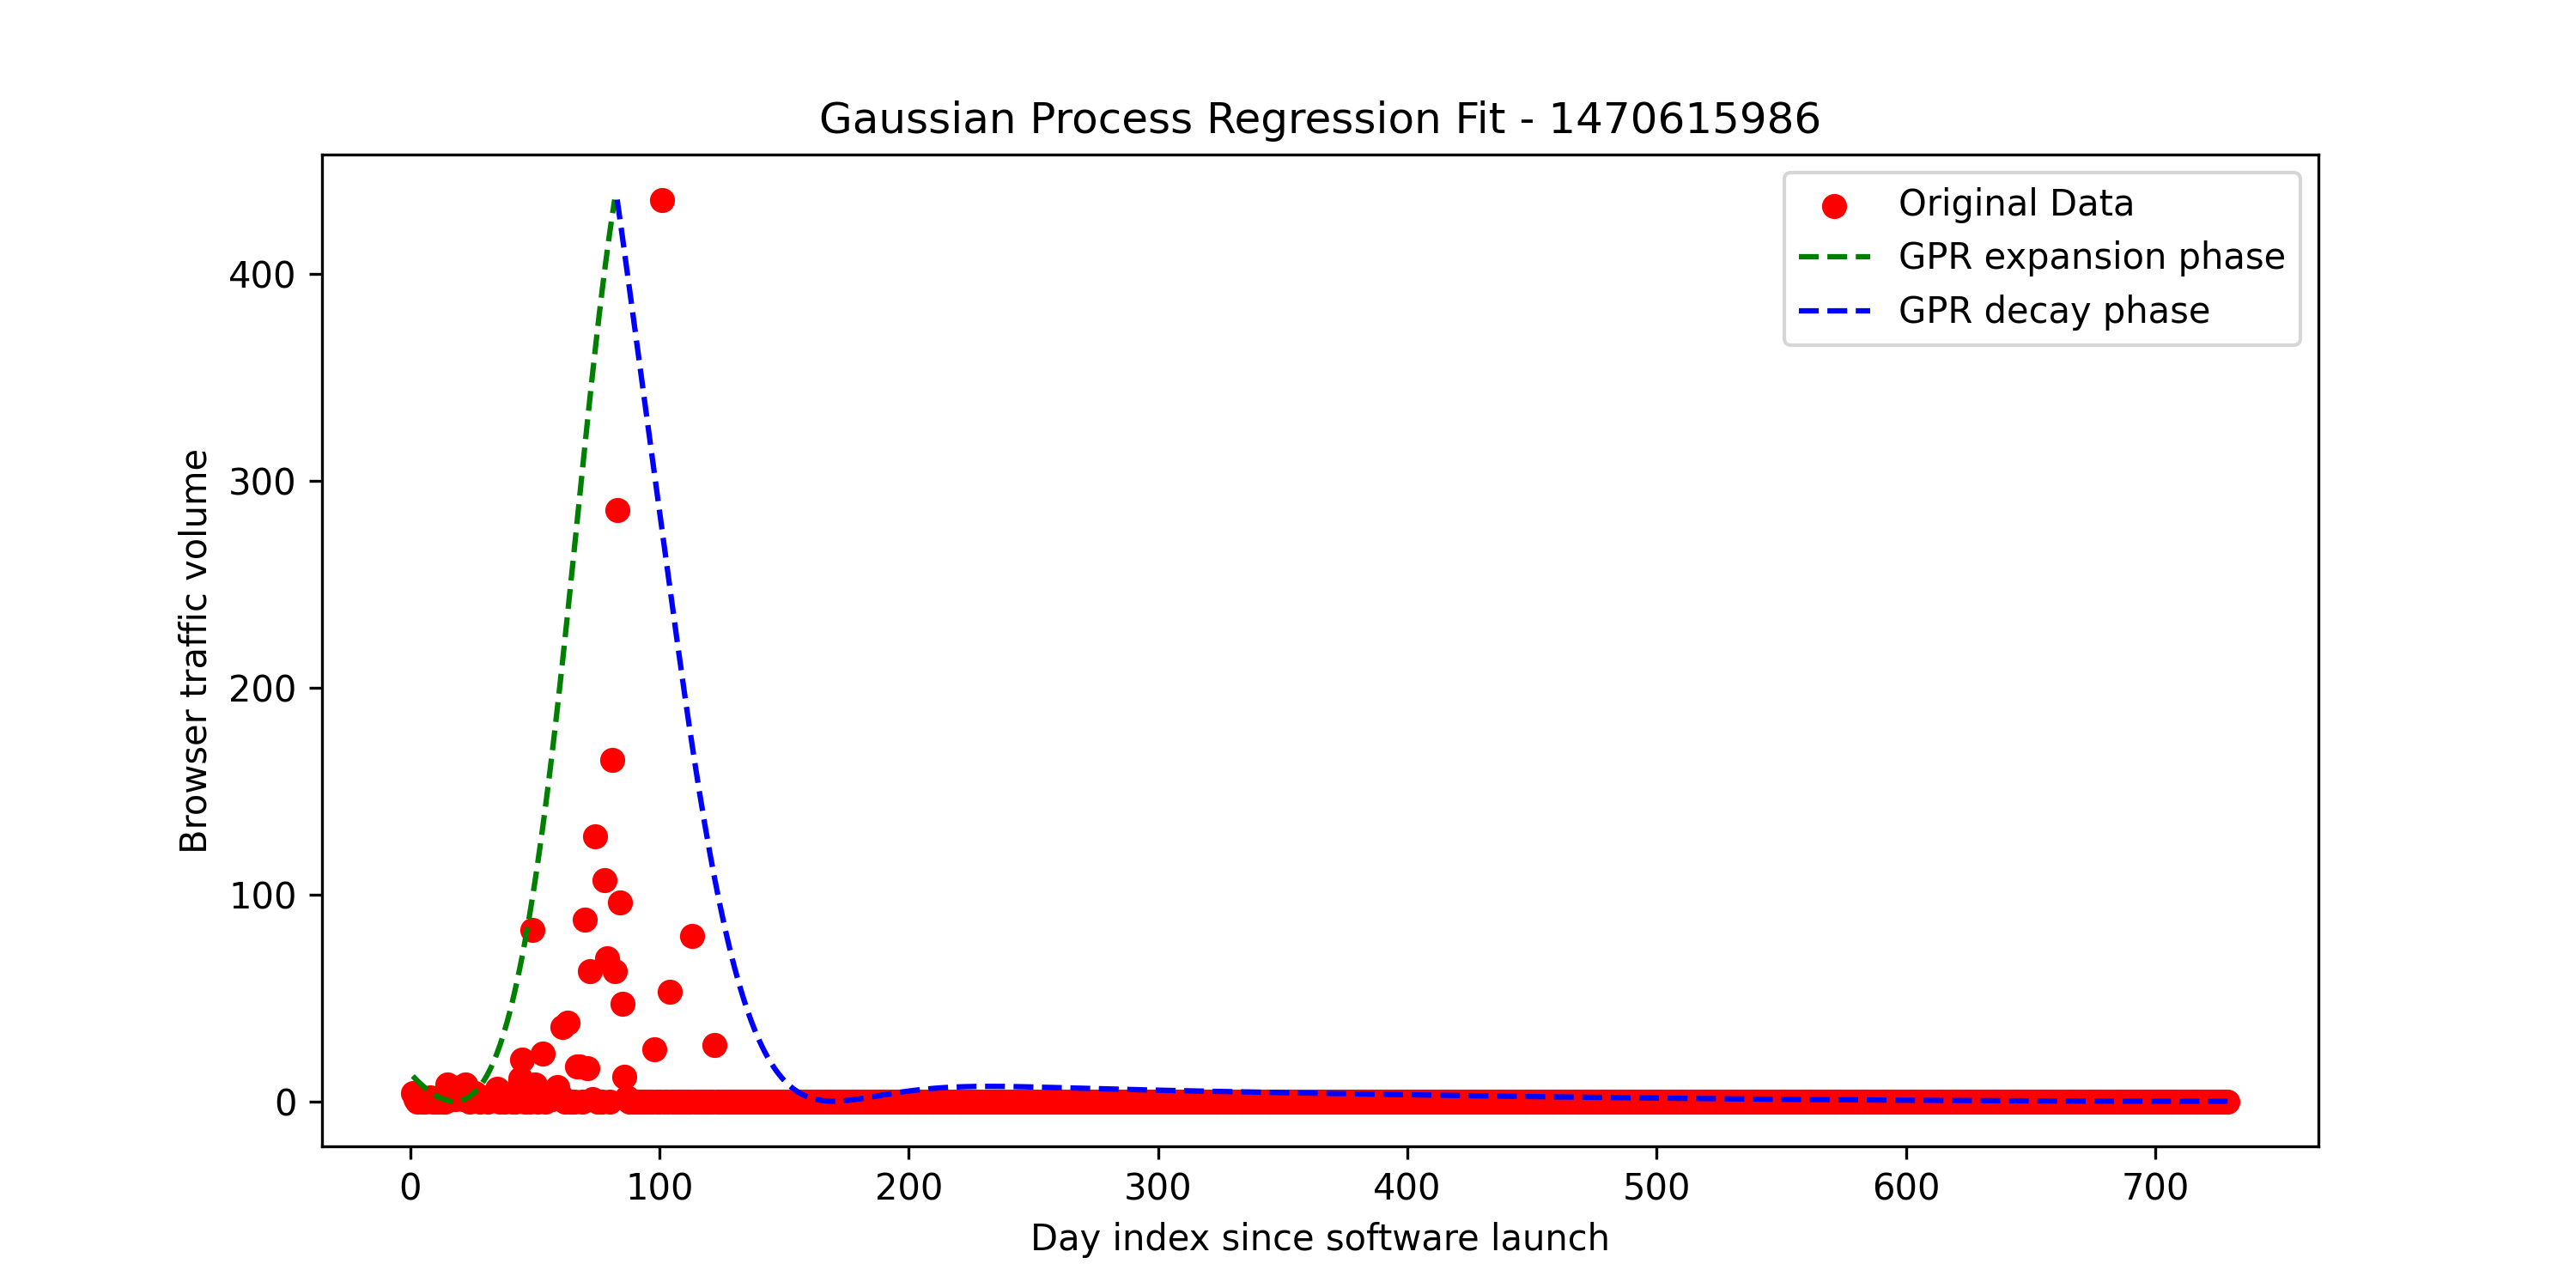 Gaussian Process Regression Fit - 1470615986
Original Data
GPR expansion phase
GPR decay phase
Browser traffic volume
400
300
200
100
0
0 100 200 300 400 500 600 700
Day index since software launch